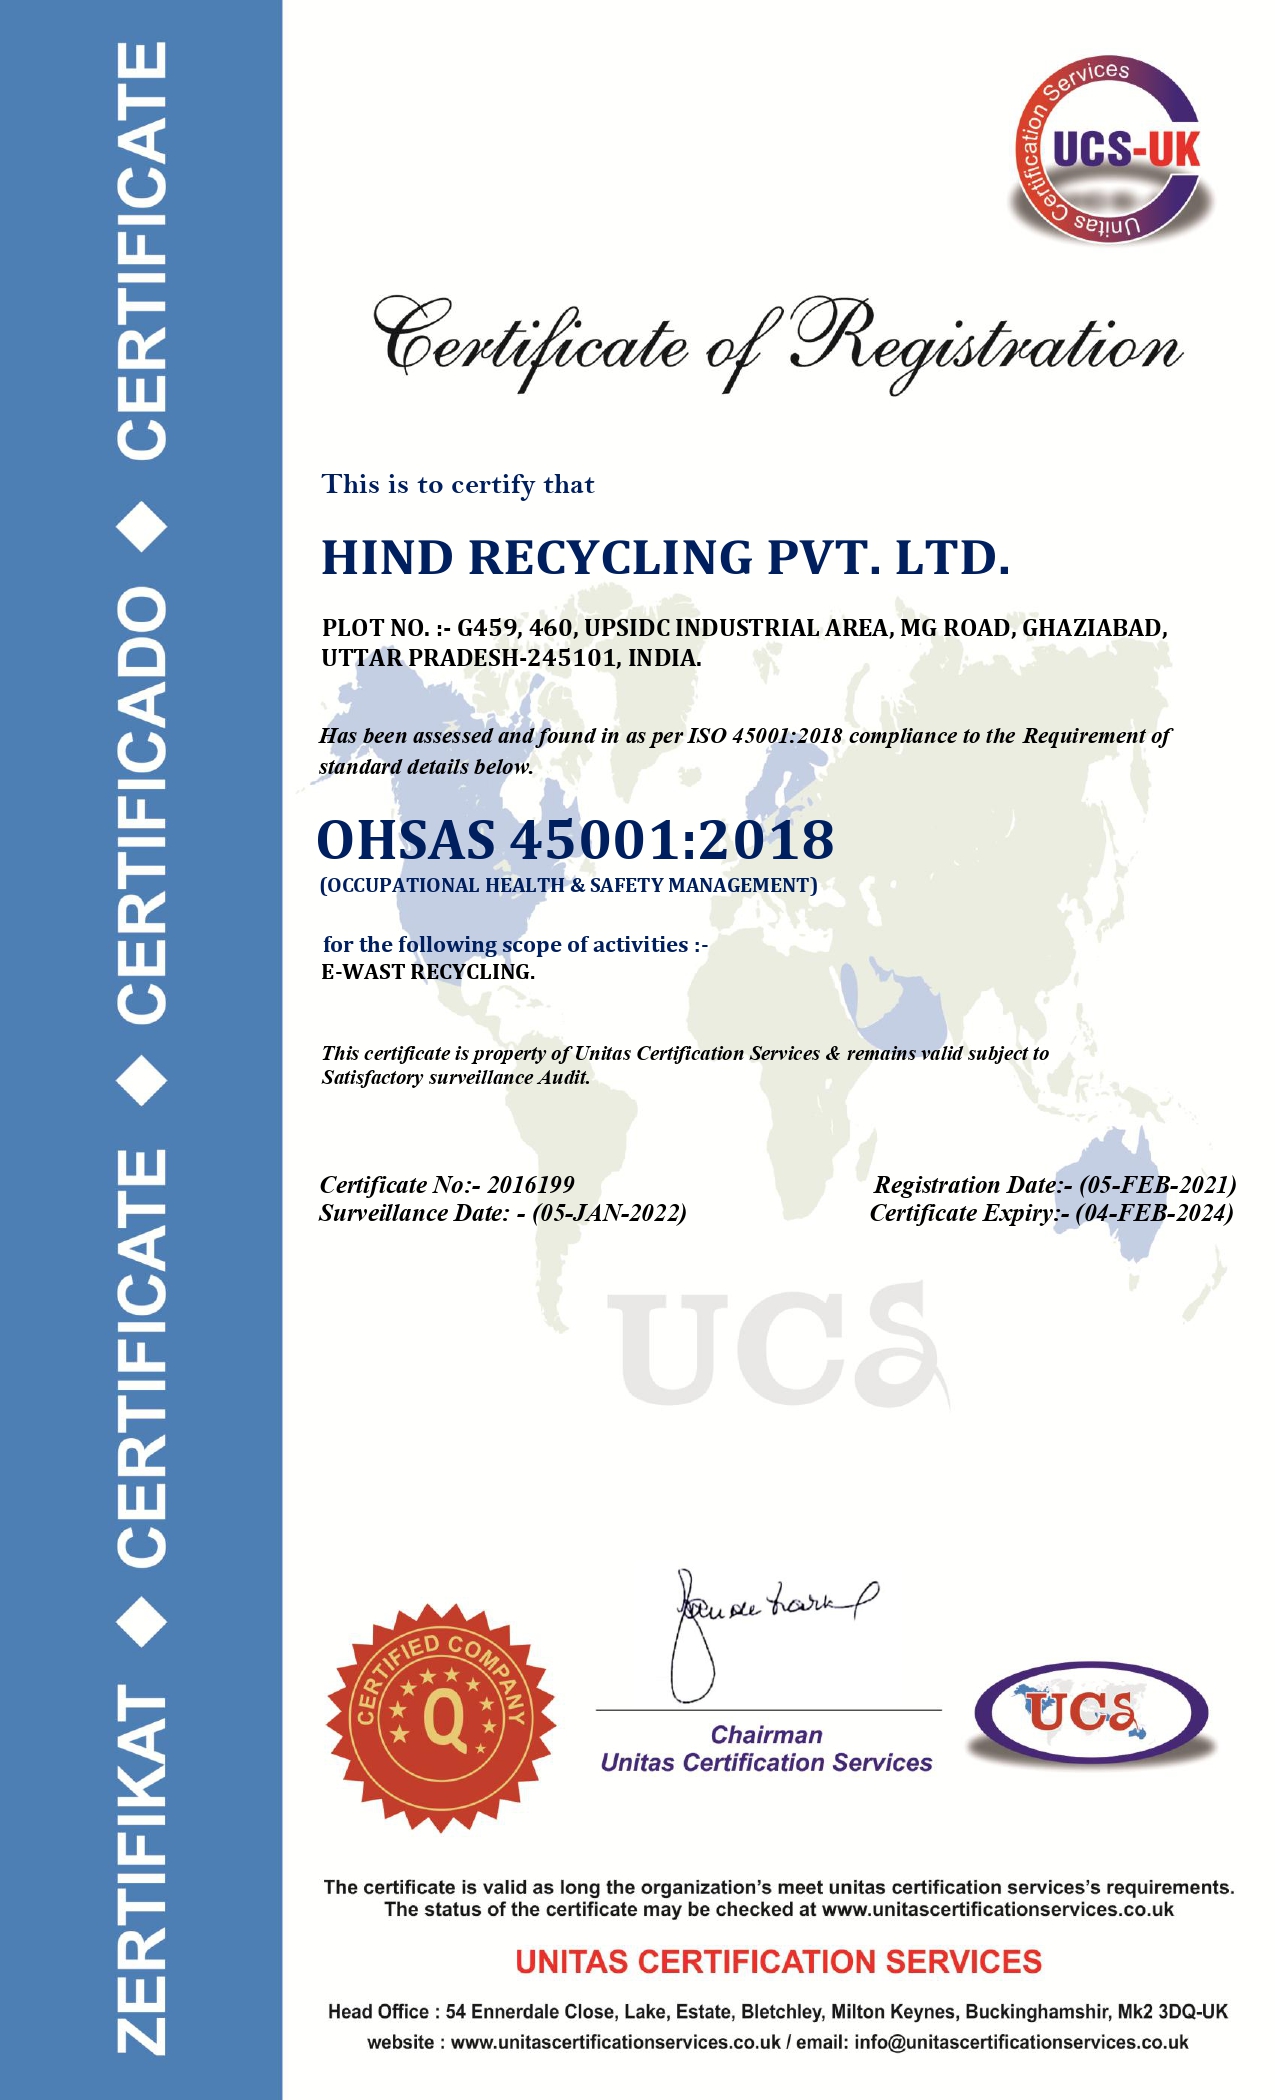 ZERTIFIKAT ◆ CERTIFICATE ◆ CERTIFICADO ◆ CERTIFICATE
Unitas Certification Services
UCS-UK
Certificate of Registration
This is to certify that
HIND RECYCLING PVT. LTD.
PLOT NO. :- G459, 460, UPSIDC INDUSTRIAL AREA, MG ROAD, GHAZIABAD,
UTTAR PRADESH-245101, INDIA.
Has been assessed and found in as per ISO 45001:2018 compliance to the Requirement of
standard details below.
OHSAS 45001:2018
(OCCUPATIONAL HEALTH & SAFETY MANAGEMENT)
for the following scope of activities :-
E-WAST RECYCLING.
This certificate is property of Unitas Certification Services & remains valid subject to
Satisfactory surveillance Audit.
Certificate No:- 2016199
Registration Date:- (05-FEB-2021)
Surveillance Date: - (05-JAN-2022)
Certificate Expiry:- (04-FEB-2024)
UCS
CERTIFIED COMPANY
Q
Chairman
Unitas Certification Services
UCS
The certificate is valid as long the organization's meet unitas certification services's requirements.
The status of the certificate may be checked at www.unitascertificationservices.co.uk
UNITAS CERTIFICATION SERVICES
Head Office : 54 Ennerdale Close, Lake, Estate, Bletchley, Milton Keynes, Buckinghamshir, Mk2 3DQ-UK
website : www.unitascertificationservices.co.uk / email: info@unitascertificationservices.co.uk